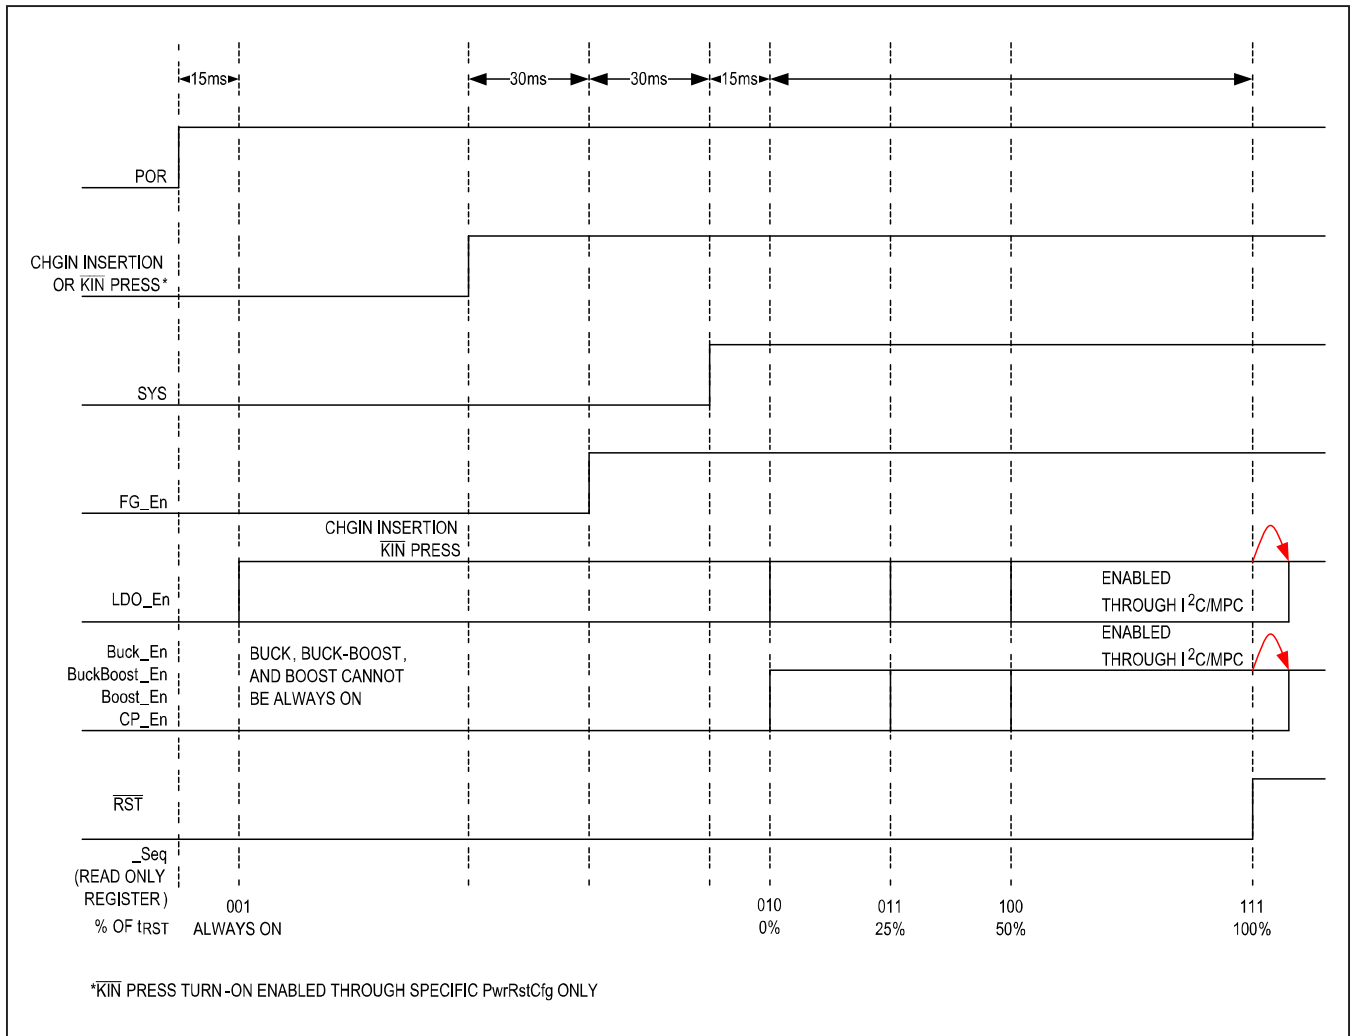 15ms
30ms
30ms
15ms
POR
CHGIN INSERTION
OR KIN PRESS*
SYS
FG_En
CHGIN INSERTION
KIN PRESS
LDO_En
ENABLED
THROUGH I2C/MPC
ENABLED
THROUGH I2C/MPC
Buck_En
BuckBoost_En
Boost_En
CP_En
BUCK, BUCK-BOOST,
AND BOOST CANNOT
BE ALWAYS ON
RST
_Seq
(READ ONLY
REGISTER)
001 010 011 100 111
% OF tRST ALWAYS ON 0% 25% 50% 100%
*KIN PRESS TURN-ON ENABLED THROUGH SPECIFIC PwrRstCfg ONLY